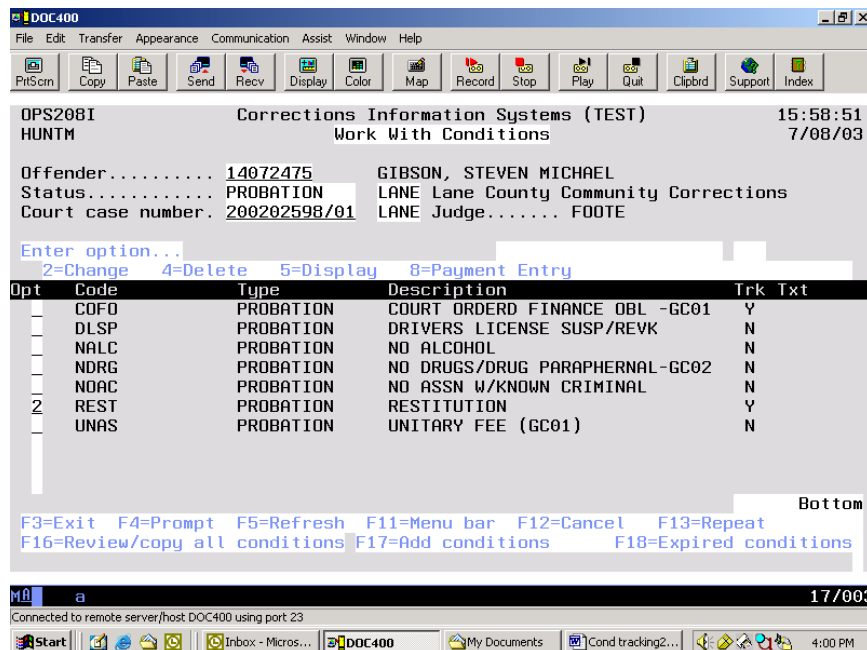 DOC400
File Edit Transfer Appearance Communication Assist Window Help
PrtScrn Copy Paste Send Recv Display Color Map Record Stop Play Quit Clipbrd Support Index
OPS208I Corrections Information Systems (TEST) 15:58:51
HUNTM Work With Conditions 7/08/03
Offender.......... 14072475 GIBSON, STEVEN MICHAEL
Status............ PROBATION LANE Lane County Community Corrections
Court case number. 200202598/01 LANE Judge....... FOOTE
Enter option...
2=Change 4=Delete 5=Display 8=Payment Entry
Opt Code Type Description Trk Txt
_ COFO PROBATION COURT ORDERD FINANCE OBL -GC01 Y
_ DLSP PROBATION DRIVERS LICENSE SUSP/REVK N
_ NALC PROBATION NO ALCOHOL N
_ NDRG PROBATION NO DRUGS/DRUG PARAPHERNAL-GC02 N
_ NOAC PROBATION NO ASSN W/KNOWN CRIMINAL N
2 REST PROBATION RESTITUTION Y
_ UNAS PROBATION UNITARY FEE (GC01) N
Bottom
F3=Exit F4=Prompt F5=Refresh F11=Menu bar F12=Cancel F13=Repeat
F16=Review/copy all conditions F17=Add conditions F18=Expired conditions
MA a 17/003
Connected to remote server/host DOC400 using port 23
Start Inbox - Micros... DOC400 My Documents Cond tracking2... 4:00 PM